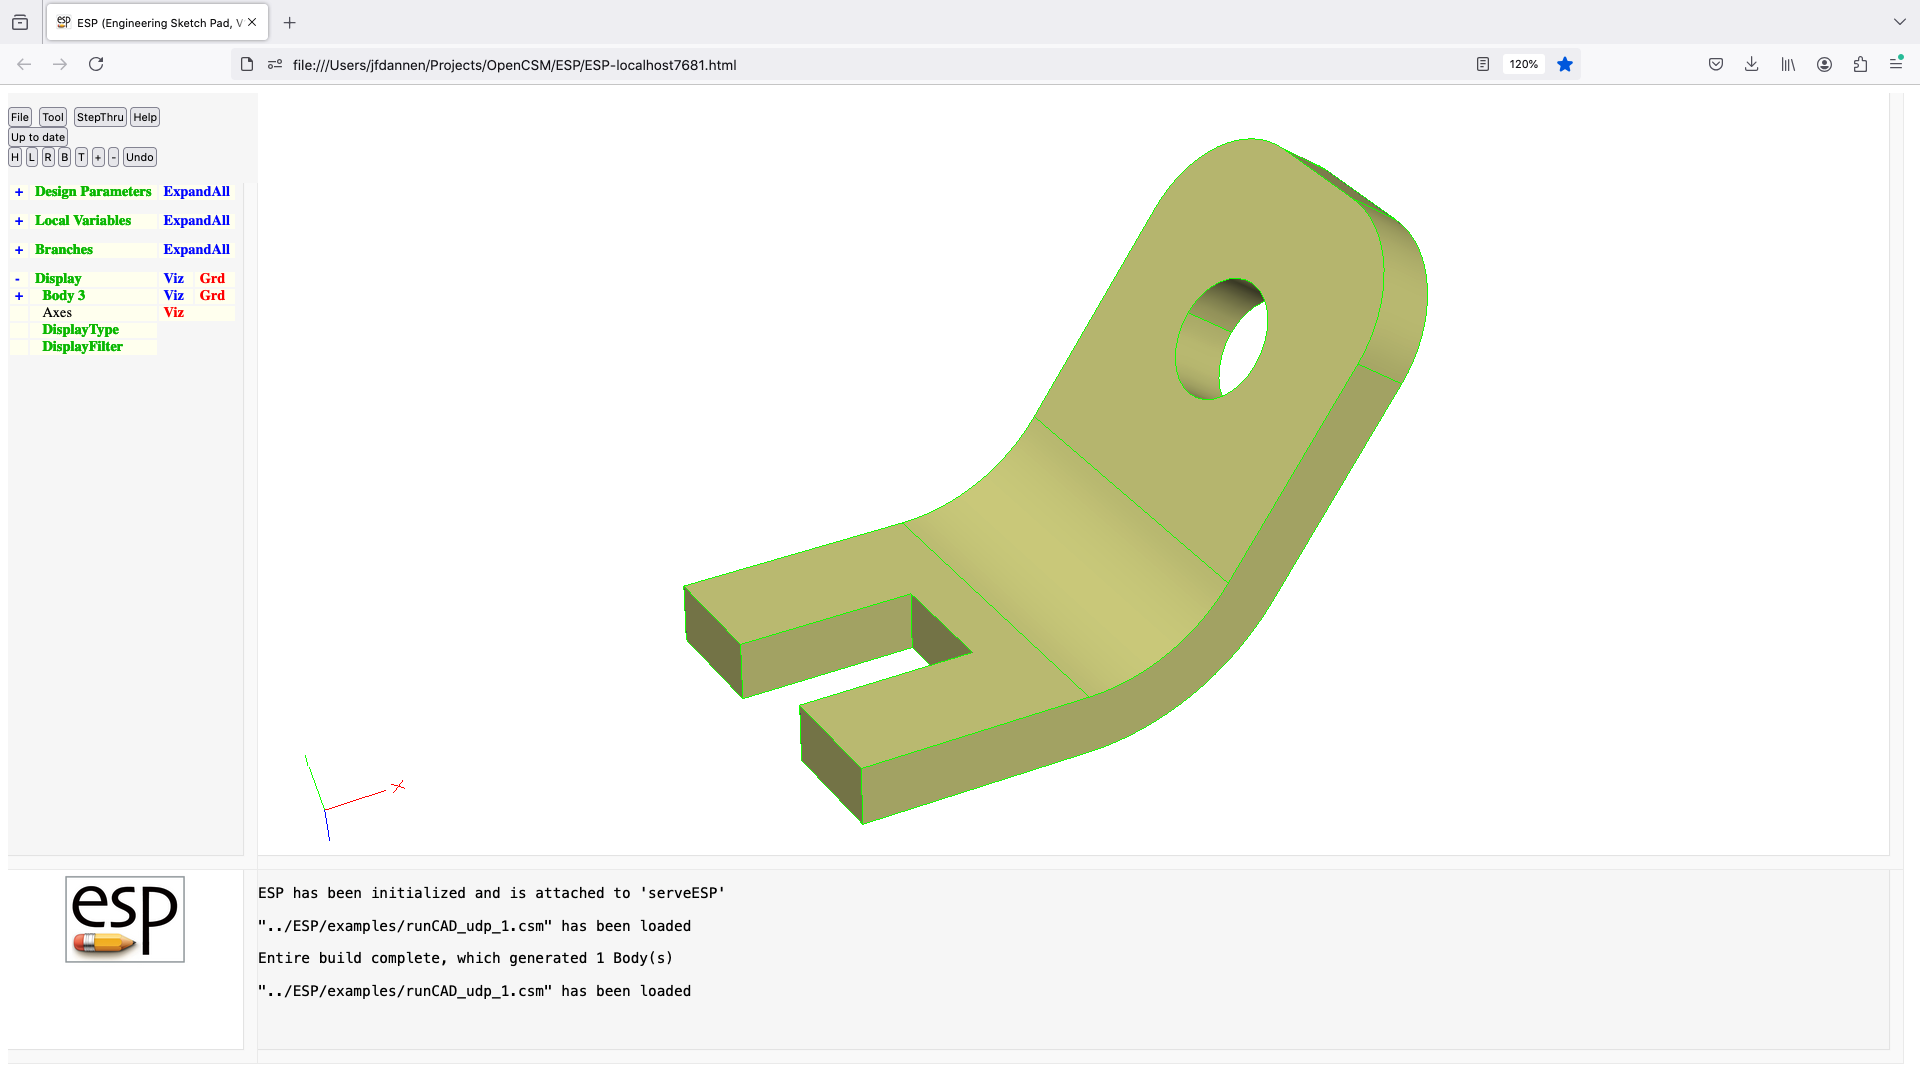 ESP (Engineering Sketch Pad, V
file:///Users/jfdannen/Projects/OpenCSM/ESP/ESP-localhost7681.html
120%
File Tool StepThru Help
Up to date
H L R B T + - Undo
+ Design Parameters ExpandAll
+ Local Variables ExpandAll
+ Branches ExpandAll
- Display Viz Grd
+ Body 3 Viz Grd
Axes Viz
DisplayType
DisplayFilter
X
esp
ESP has been initialized and is attached to 'serveESP'
"../ESP/examples/runCAD_udp_1.csm" has been loaded
Entire build complete, which generated 1 Body(s)
"../ESP/examples/runCAD_udp_1.csm" has been loaded